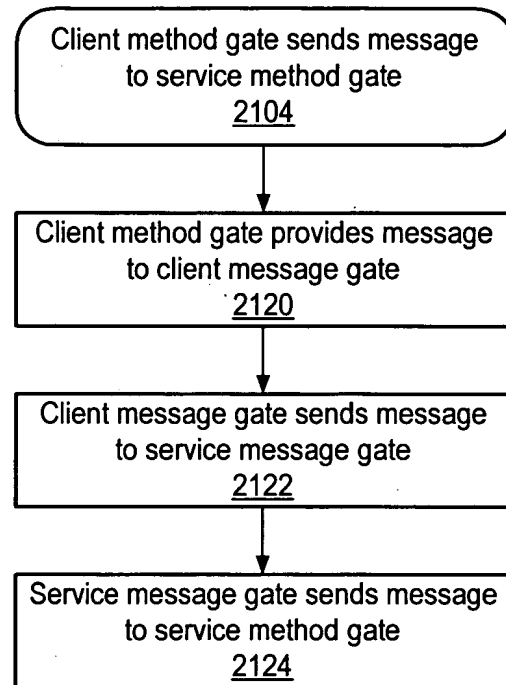 Client method gate sends message
to service method gate
2104
Client method gate provides message
to client message gate
2120
Client message gate sends message
to service message gate
2122
Service message gate sends message
to service method gate
2124